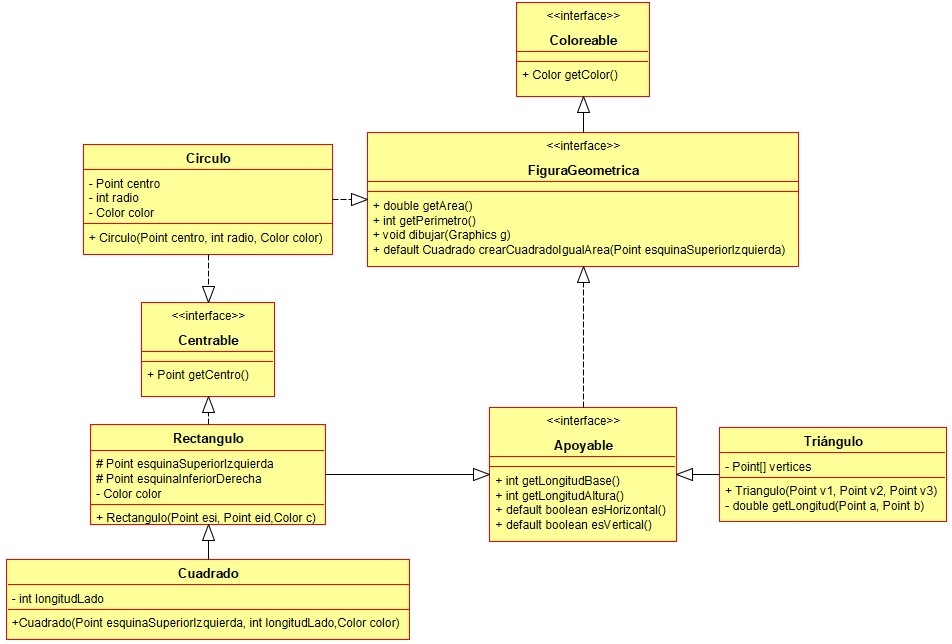 <<interface>>
Coloreable
+ Color getColor()
<<interface>>
FiguraGeometrica
+ double getArea()
+ int getPerimetro()
+ void dibujar(Graphics g)
+ default Cuadrado crearCuadradoIgualArea(Point esquinaSuperiorIzquierda)
Circulo
- Point centro
- int radio
- Color color
+ Circulo(Point centro, int radio, Color color)
<<interface>>
Centrable
+ Point getCentro()
Rectangulo
# Point esquinaSuperiorIzquierda
# Point esquinaInferiorDerecha
- Color color
+ Rectangulo(Point esi, Point eid,Color c)
<<interface>>
Apoyable
+ int getLongitudBase()
+ int getLongitudAltura()
+ default boolean esHorizontal()
+ default boolean esVertical()
Triángulo
- Point[] vertices
+ Triangulo(Point v1, Point v2, Point v3)
- double getLongitud(Point a, Point b)
Cuadrado
- int longitudLado
+Cuadrado(Point esquinaSuperiorIzquierda, int longitudLado,Color color)